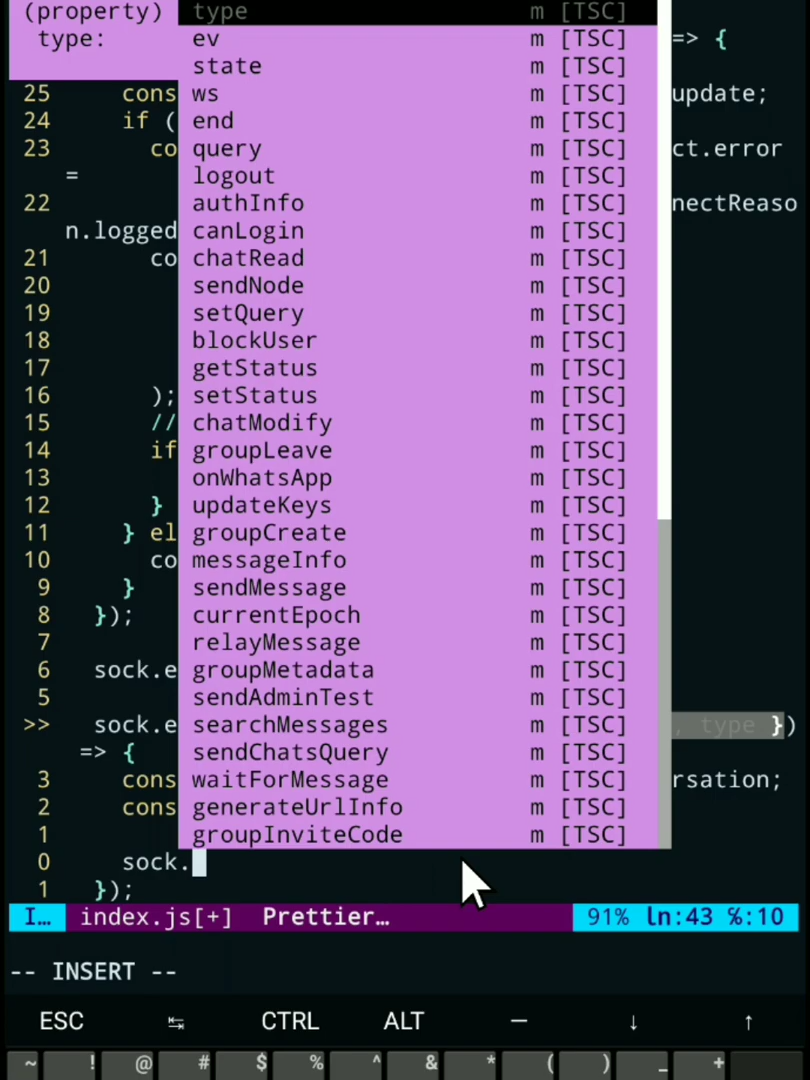 (property) type m [TSC]
type: ev m [TSC] => {
state m [TSC]
25 cons ws m [TSC] update;
24 if ( end m [TSC]
23 co query m [TSC] ct.error
= logout m [TSC]
22 authInfo m [TSC] nectReaso
n.logged canLogin m [TSC]
21 co chatRead m [TSC]
20 sendNode m [TSC]
19 setQuery m [TSC]
18 blockUser m [TSC]
17 getStatus m [TSC]
16 ); setStatus m [TSC]
15 // chatModify m [TSC]
14 if groupLeave m [TSC]
13 onWhatsApp m [TSC]
12 } updateKeys m [TSC]
11 } el groupCreate m [TSC]
10 co messageInfo m [TSC]
9 } sendMessage m [TSC]
8 }); currentEpoch m [TSC]
7 relayMessage m [TSC]
6 sock.e groupMetadata m [TSC]
5 sendAdminTest m [TSC]
>> sock.e searchMessages m [TSC] , type })
=> { sendChatsQuery m [TSC]
3 cons waitForMessage m [TSC] rsation;
2 cons generateUrlInfo m [TSC]
1 groupInviteCode m [TSC]
0 sock.
1 });
I… index.js[+] Prettier… 91% ln:43 %:10
-- INSERT --
ESC ↹ CTRL ALT — ↓ ↑
~ ! @ # $ % ^ & * ( ) _ +